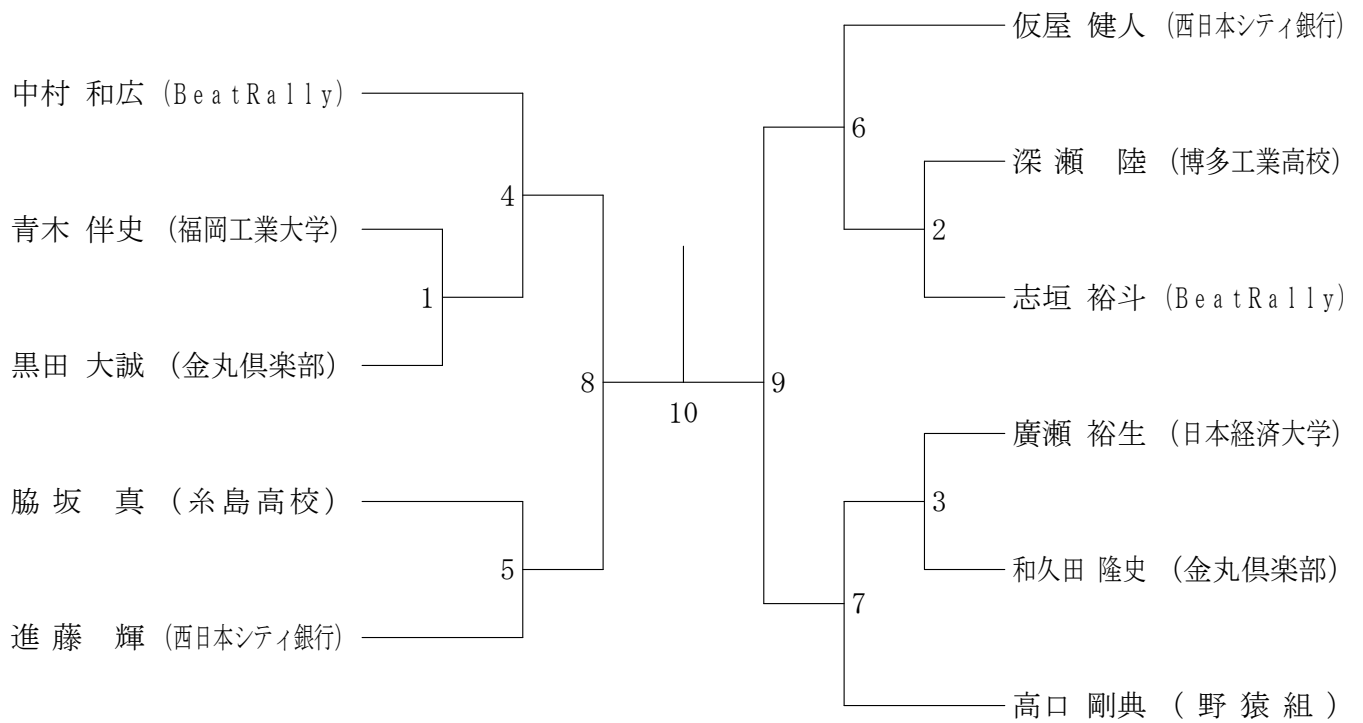 中村 和広 (BeatRally)
青木 伴史 (福岡工業大学)
黒田 大誠 (金丸倶楽部)
脇坂 真 (糸島高校)
進藤 輝 (西日本シティ銀行)
1
4
5
8
10
9
6
2
3
7
仮屋 健人 (西日本シティ銀行)
深瀬 陸 (博多工業高校)
志垣 裕斗 (BeatRally)
廣瀬 裕生 (日本経済大学)
和久田 隆史 (金丸倶楽部)
高口 剛典 (野猿組)